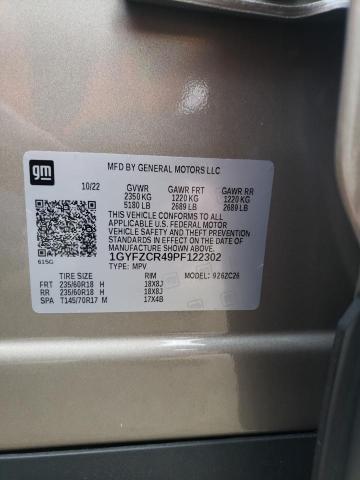 gm
MFD BY GENERAL MOTORS LLC
10/22 GVWR GAWR FRT GAWR RR
2350 KG 1220 KG 1220 KG
5180 LB 2689 LB 2689 LB
THIS VEHICLE CONFORMS TO ALL
APPLICABLE U.S. FEDERAL MOTOR
VEHICLE SAFETY AND THEFT PREVENTION
STANDARDS IN EFFECT ON THE DATE
OF MANUFACTURE SHOWN ABOVE.
1GYFZCR49PF122302
615G TYPE: MPV MODEL: 926ZC26
TIRE SIZE RIM
FRT 235/60R18 H 18X8J
RR 235/60R18 H 18X8J
SPA T145/70R17 M 17X4B